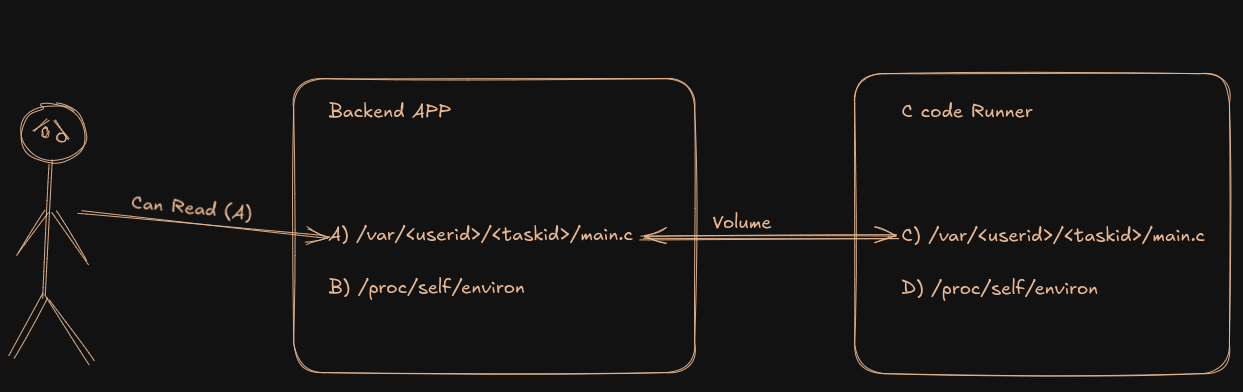 Backend APP
C code Runner
Can Read (A)
A) /var/<userid>/<taskid>/main.c
Volume
C) /var/<userid>/<taskid>/main.c
B) /proc/self/environ
D) /proc/self/environ